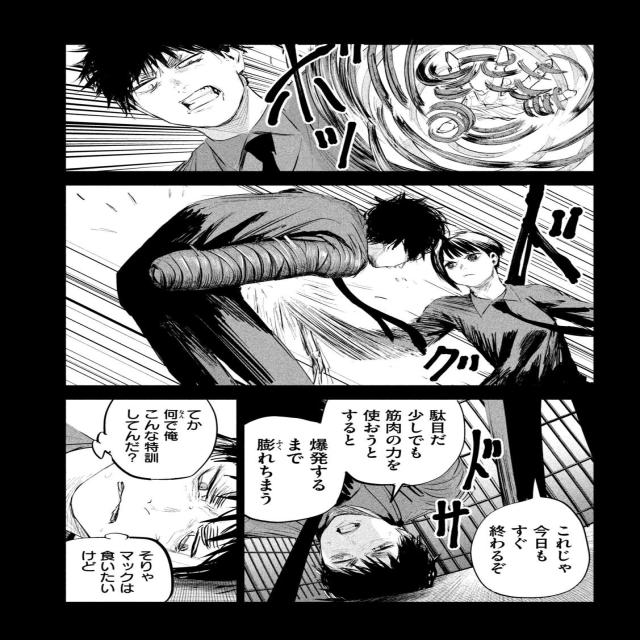 ボゴッ
ドグ
ドサ
これじゃ
今日も
すぐ
終わるぞ
駄目だ
少しでも
筋肉の力を
使おうと
すると
爆発する
まで
膨れちまう
ふく
てか
何で俺
こんな特訓
してんだ?
そりゃ
マックは
食いたい
けど